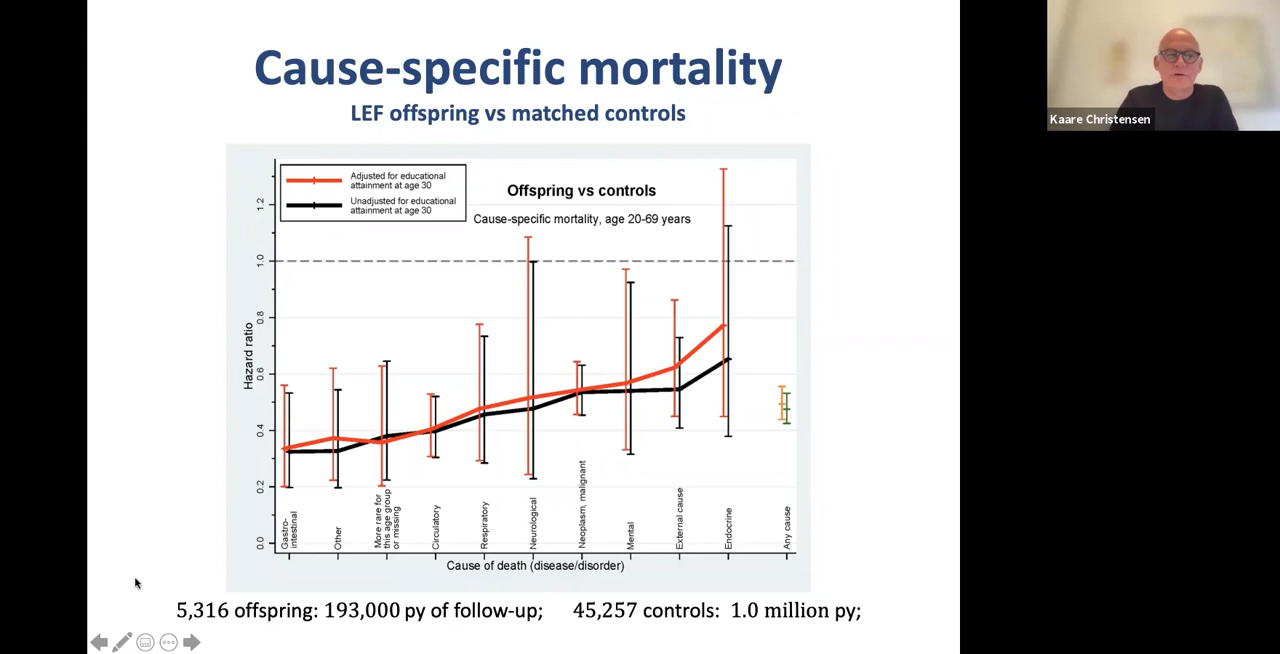 Cause-specific mortality
LEF offspring vs matched controls
Kaare Christensen
Adjusted for educational
attainment at age 30
Unadjusted for educational
attainment at age 30
Offspring vs controls
Cause-specific mortality, age 20-69 years
Hazard ratio
1.2
1.0
0.8
0.6
0.4
0.2
0.0
Gastro-
intestinal
Other
More rare for
this age group
or missing
Circulatory
Respiratory
Neurological
Neoplasm, malignant
Mental
External cause
Endocrine
Any cause
Cause of death (disease/disorder)
5,316 offspring: 193,000 py of follow-up; 45,257 controls: 1.0 million py;